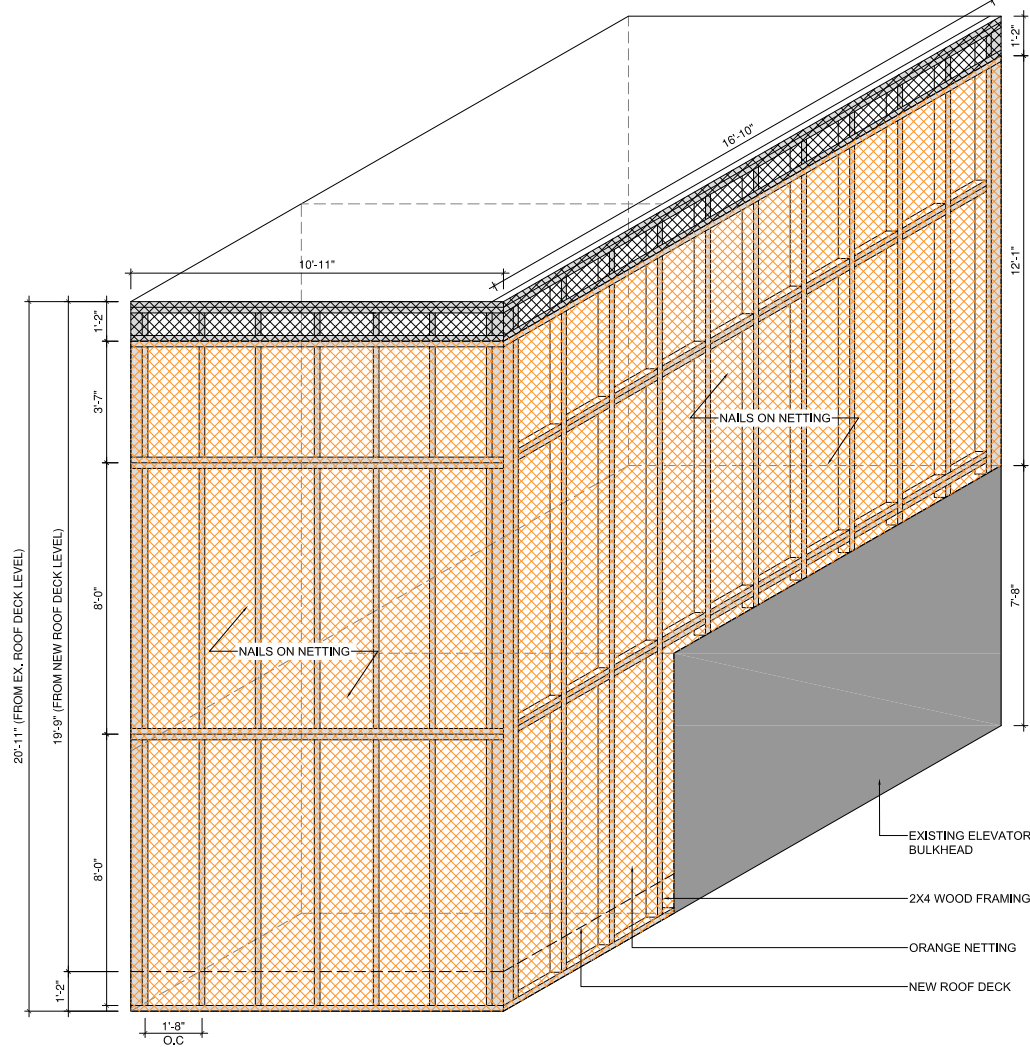 1'-2"
16'-10"
10'-11"
12'-1"
1'-2"
3'-7"
NAILS ON NETTING
20'-11" (FROM EX. ROOF DECK LEVEL)
19'-9" (FROM NEW ROOF DECK LEVEL)
8'-0"
NAILS ON NETTING
7'-8"
8'-0"
EXISTING ELEVATOR
BULKHEAD
2X4 WOOD FRAMING
ORANGE NETTING
NEW ROOF DECK
1'-2"
1'-8"
O.C